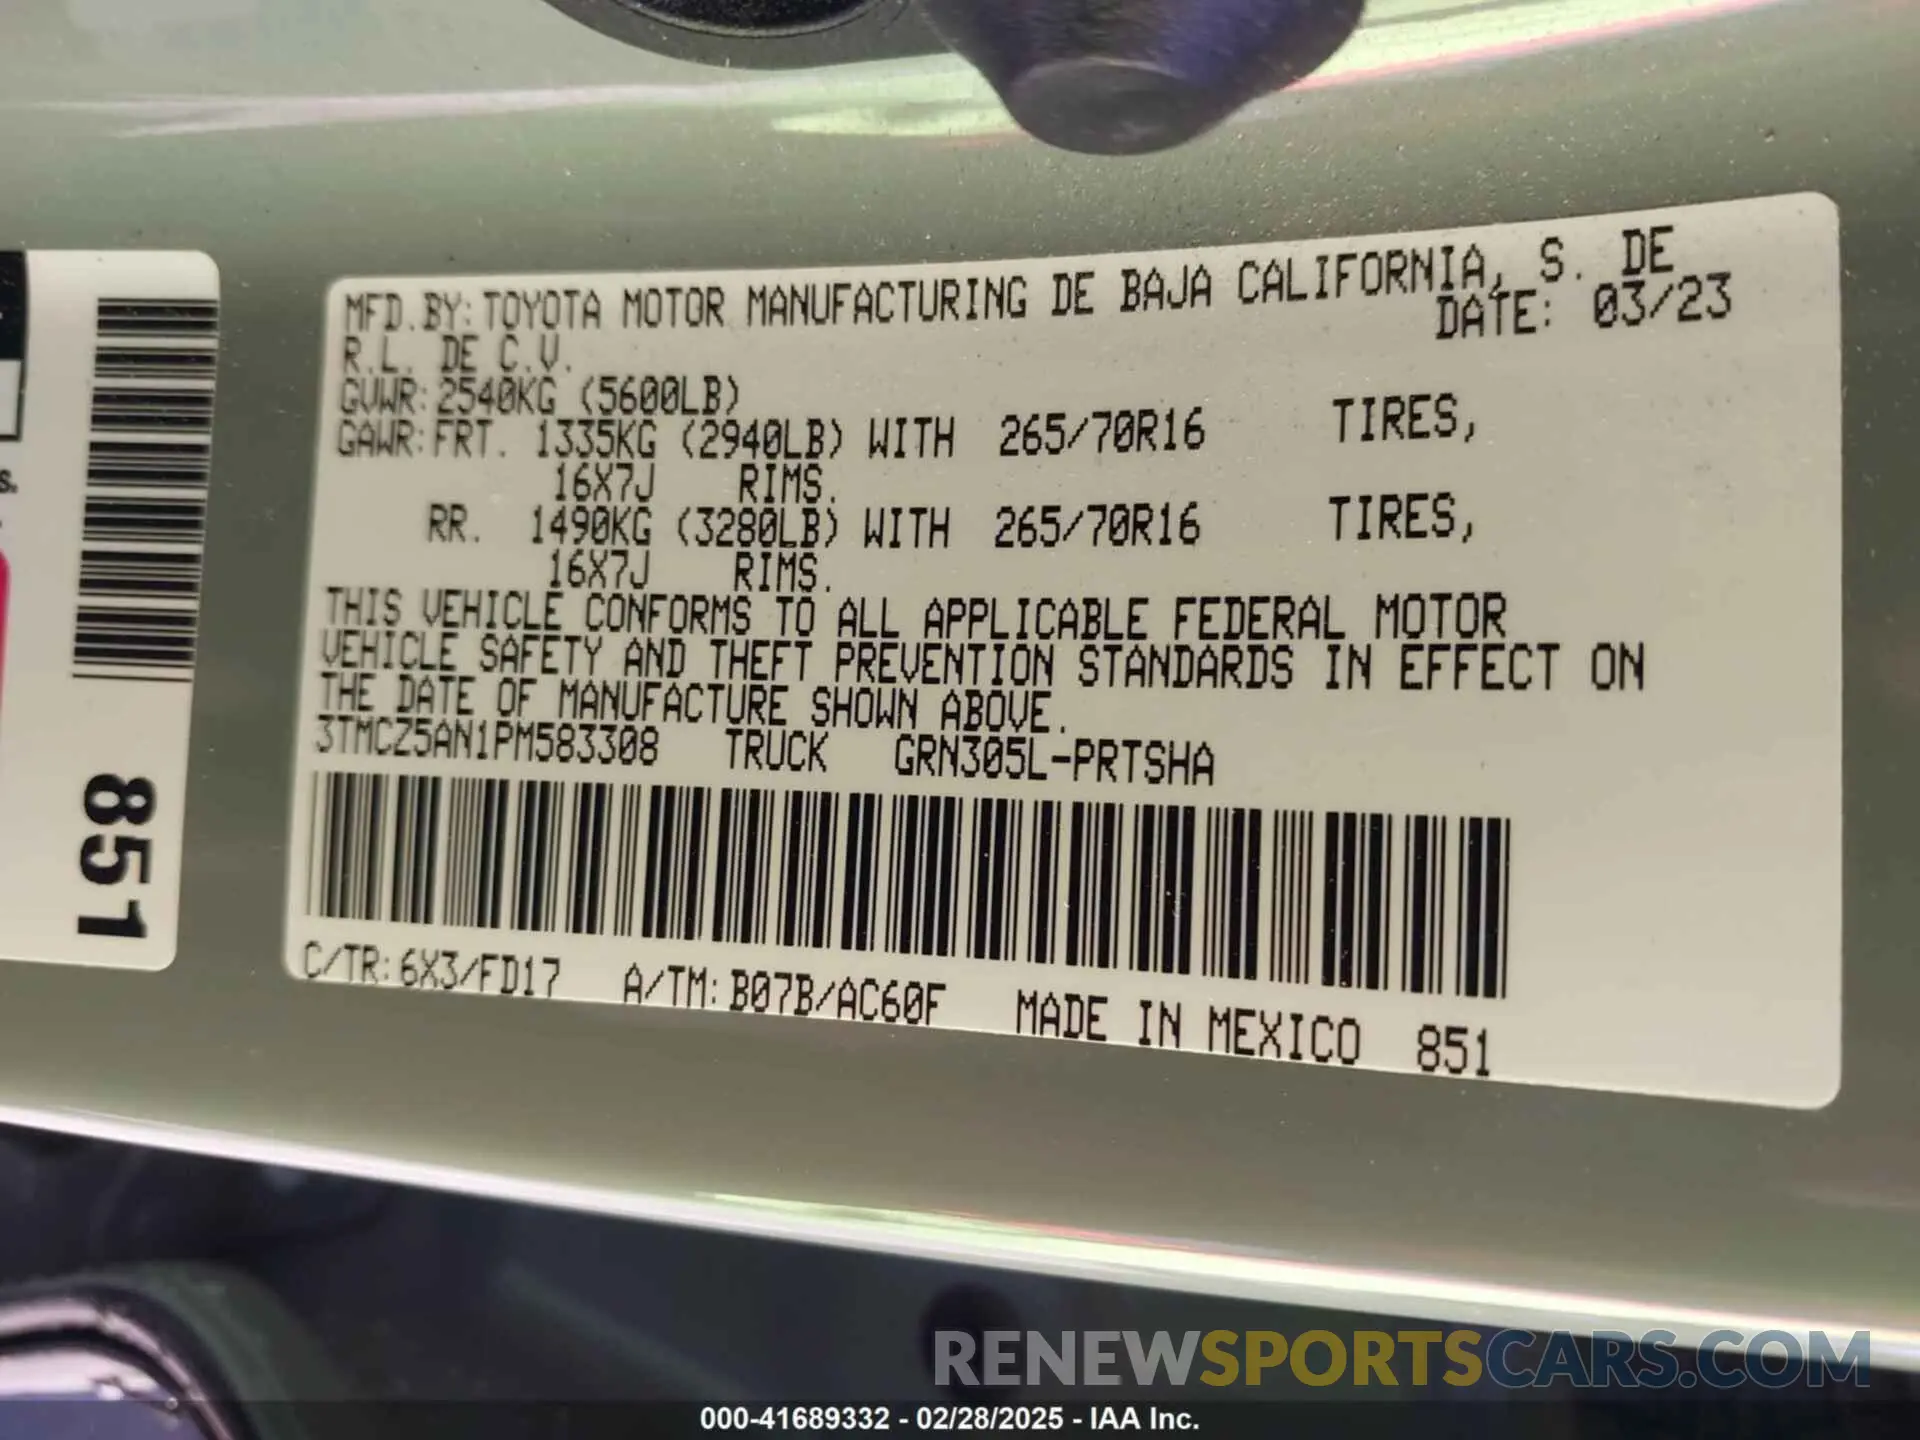 MFD.BY: TOYOTA MOTOR MANUFACTURING DE BAJA CALIFORNIA, S. DE
R.L. DE C.V.
DATE: 03/23
GVWR: 2540KG (5600LB)
GAWR: FRT. 1335KG (2940LB) WITH 265/70R16 TIRES,
16X7J RIMS.
RR. 1490KG (3280LB) WITH 265/70R16 TIRES,
16X7J RIMS.
THIS VEHICLE CONFORMS TO ALL APPLICABLE FEDERAL MOTOR
VEHICLE SAFETY AND THEFT PREVENTION STANDARDS IN EFFECT ON
THE DATE OF MANUFACTURE SHOWN ABOVE.
3TMCZ5AN1PM583308 TRUCK GRN305L-PRTSHA
C/TR: 6X3/FD17 A/TM: B07B/AC60F MADE IN MEXICO 851
851
s.
RENEWSPORTSCARS.COM
000-41689332 - 02/28/2025 - IAA Inc.